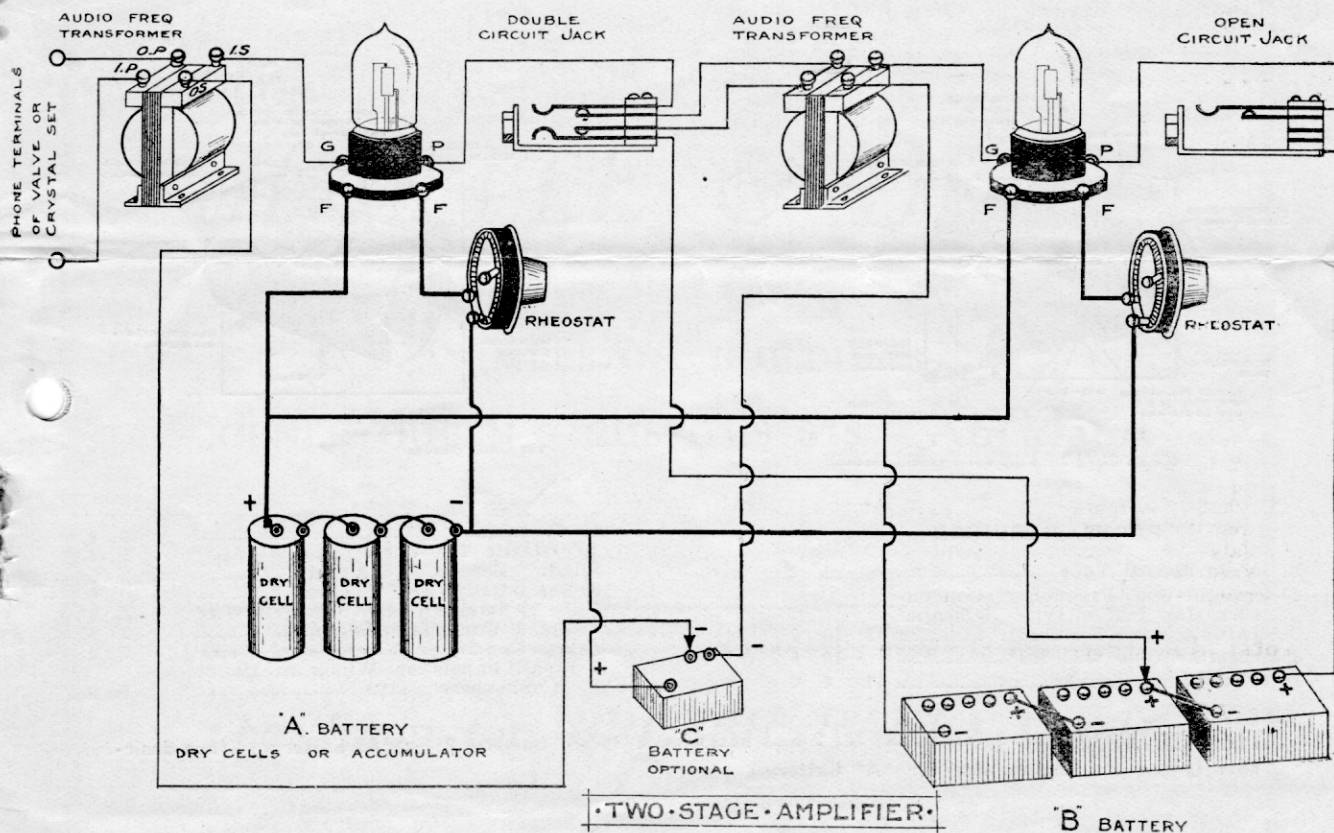 AUDIO FREQ
TRANSFORMER
DOUBLE
CIRCUIT JACK
AUDIO FREQ
TRANSFORMER
OPEN
CIRCUIT JACK
PHONE TERMINALS
OF VALVE OR
CRYSTAL SET
O.P
I.S
I.P
OS
G
P
F
F
G
P
F
F
RHEOSTAT
RHEOSTAT
+
-
DRY
CELL
DRY
CELL
DRY
CELL
"A". BATTERY
DRY CELLS OR ACCUMULATOR
-
-
+
"C"
BATTERY
OPTIONAL
+
+
-
-
+
-
+
"B" BATTERY
·TWO·STAGE·AMPLIFIER·